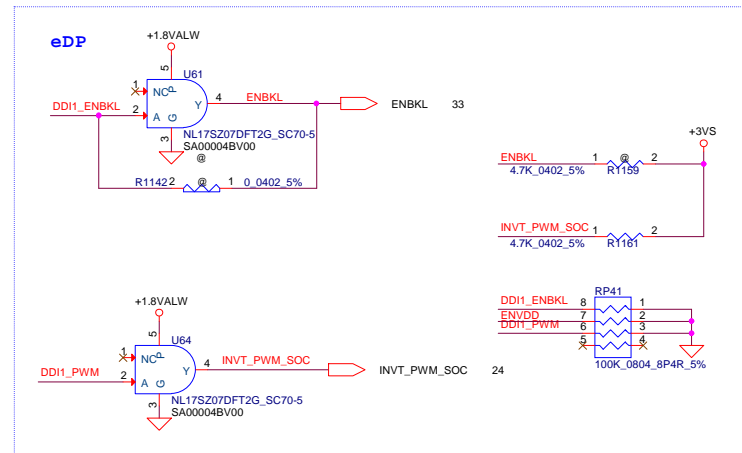 eDP
+1.8VALW
5
P
U61
1
NC
DDI1_ENBKL
2
A
G
Y
4
ENBKL
ENBKL 33
3
NL17SZ07DFT2G_SC70-5
SA00004BV00
@
R1142 2 @ 1 0_0402_5%
+3VS
ENBKL 1 @ 2
4.7K_0402_5% R1159
INVT_PWM_SOC 1 2
4.7K_0402_5% R1161
+1.8VALW
5
P
U64
1
NC
DDI1_PWM
2
A
G
Y
4
INVT_PWM_SOC
INVT_PWM_SOC 24
3
NL17SZ07DFT2G_SC70-5
SA00004BV00
RP41
DDI1_ENBKL 8 1
ENVDD 7 2
DDI1_PWM 6 3
5 4
100K_0804_8P4R_5%